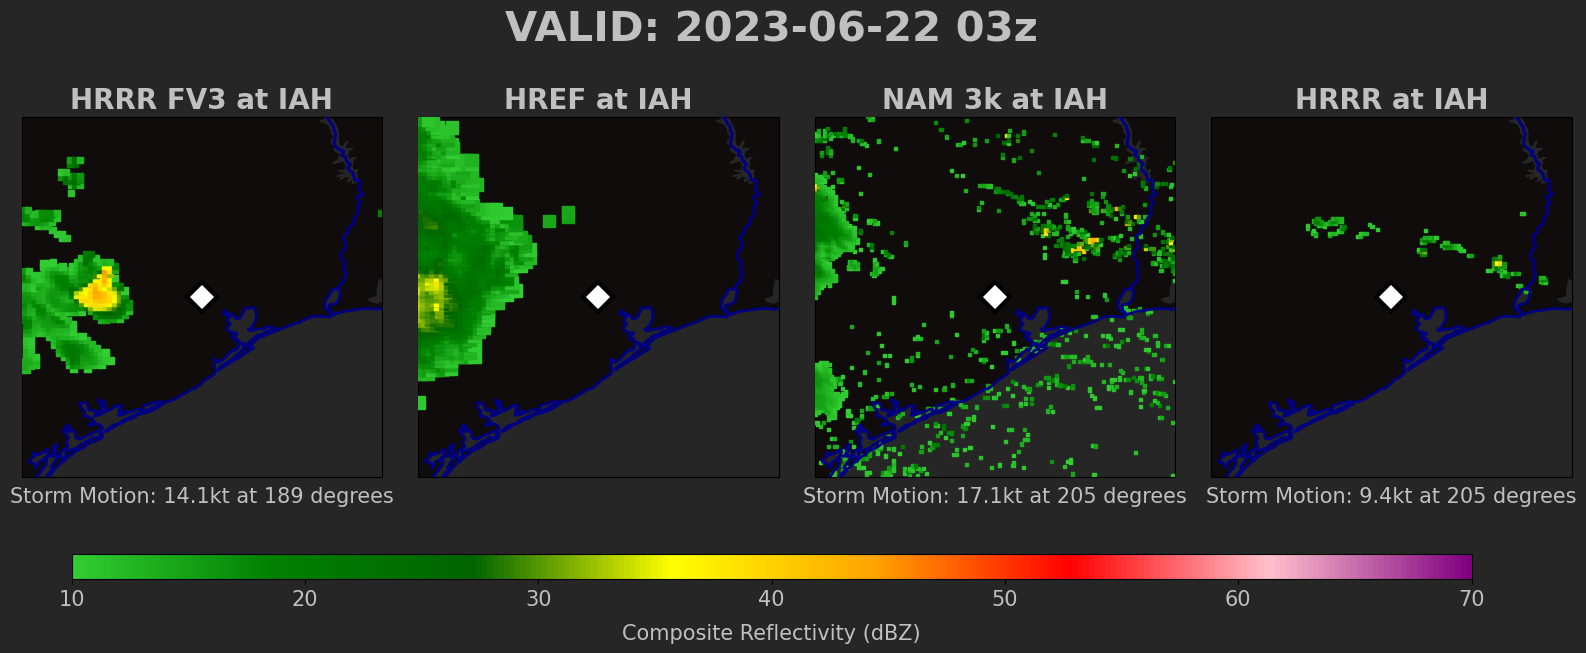 VALID: 2023-06-22 03z
HRRR FV3 at IAH
HREF at IAH
NAM 3k at IAH
HRRR at IAH
Storm Motion: 14.1kt at 189 degrees
Storm Motion: 17.1kt at 205 degrees
Storm Motion: 9.4kt at 205 degrees
10 20 30 40 50 60 70
Composite Reflectivity (dBZ)